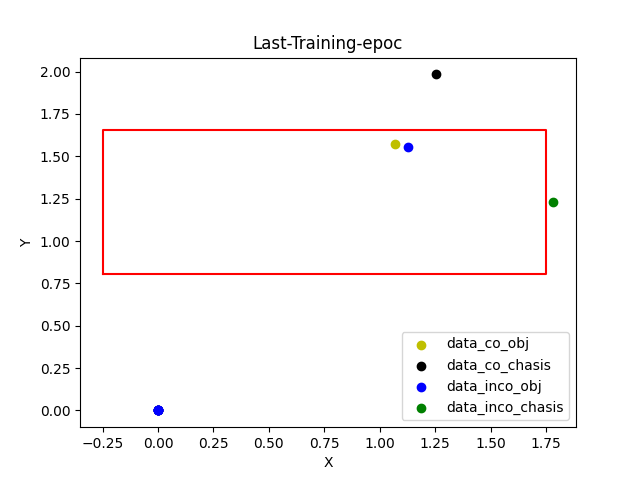 Last-Training-epoc
2.00
1.75
1.50
1.25
1.00
0.75
0.50
0.25
0.00
Y
data_co_obj
data_co_chasis
data_inco_obj
data_inco_chasis
−0.25 0.00 0.25 0.50 0.75 1.00 1.25 1.50 1.75
X